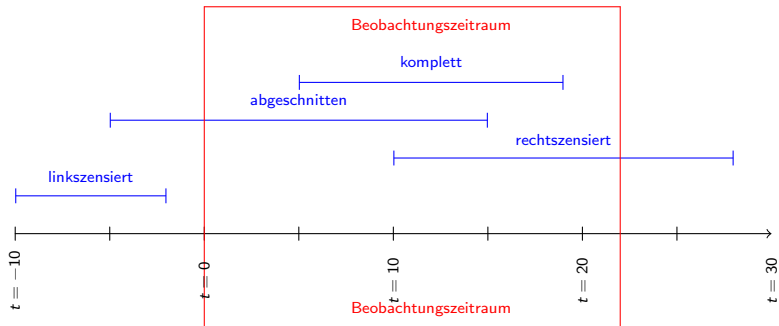 Beobachtungszeitraum
komplett
abgeschnitten
rechtszensiert
linkszensiert
t = −10
t = 0
t = 10
t = 20
t = 30
Beobachtungszeitraum